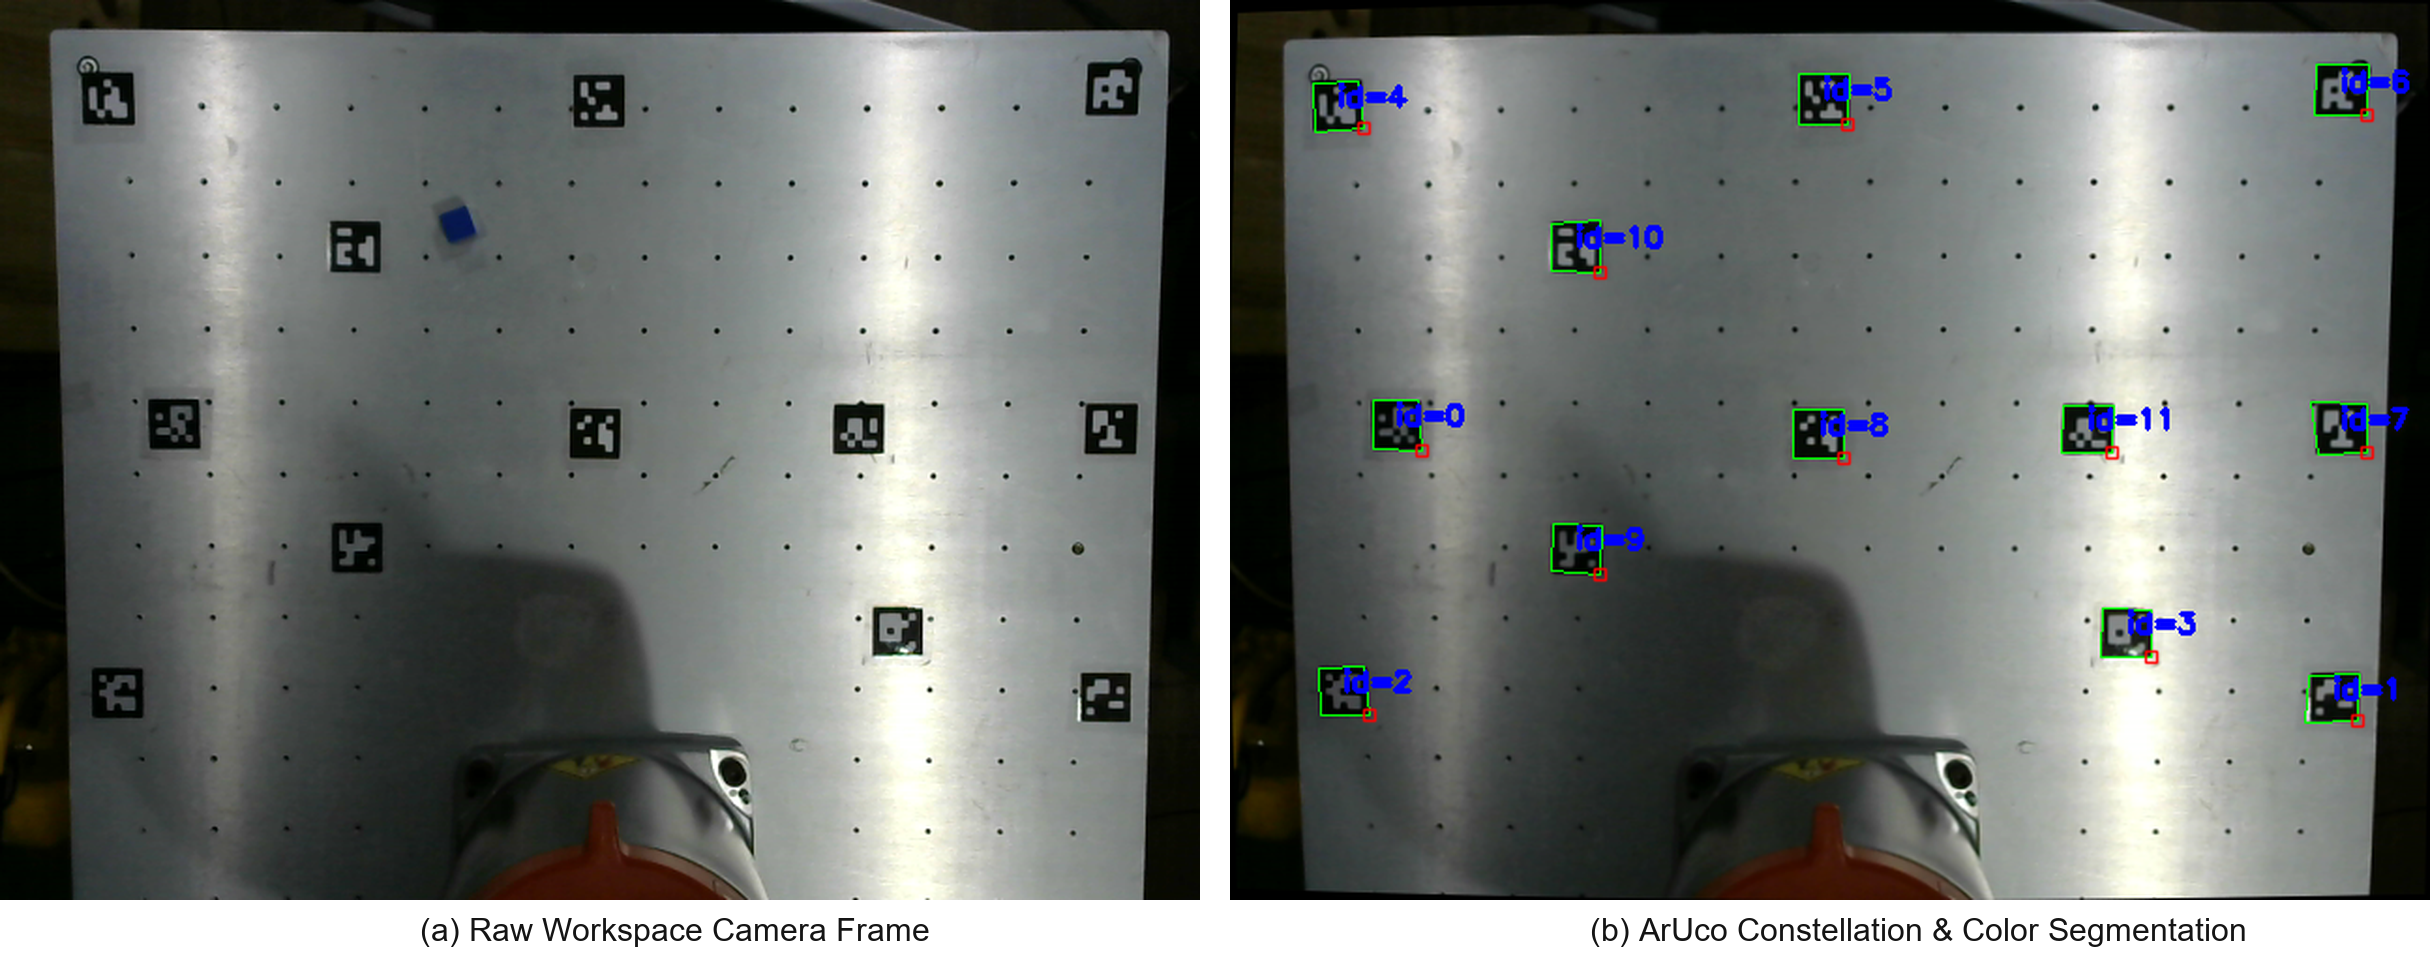 id=4
id=5
id=6
id=10
id=0
id=8
id=11
id=7
id=9
id=3
id=2
id=1
(a) Raw Workspace Camera Frame
(b) ArUco Constellation & Color Segmentation